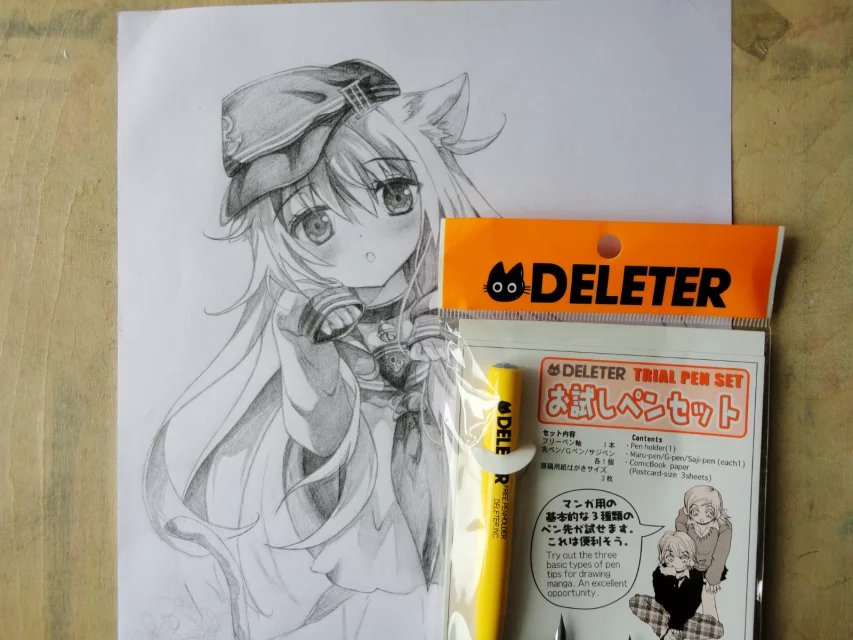 DELETER
DELETER TRIAL PEN SET
お試しペンセット
セット内容
フリーペン軸 1本
丸ペン/Gペン/サジペン
各1個
原稿用紙はがきサイズ
3枚
Contents
・Pen holder(1)
・Maru-pen/G-pen/Saji-pen (each1)
・ComicBook paper
(Postcard-size 3sheets)
マンガ用の
基本的な3種類の
ペン先が試せます。
これは便利そう。
Try out the three
basic types of pen
tips for drawing
manga. An excellent
opportunity.
DELETER
FREE PENHOLDER
DELETER INC.